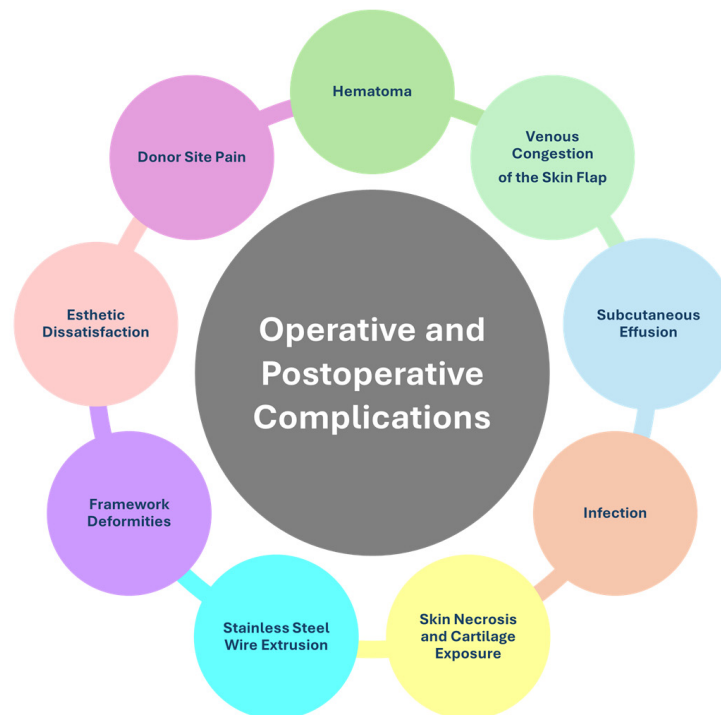 Hematoma
Venous
Congestion
of the Skin Flap
Subcutaneous
Effusion
Infection
Skin Necrosis
and Cartilage
Exposure
Stainless Steel
Wire Extrusion
Framework
Deformities
Esthetic
Dissatisfaction
Donor Site Pain
Operative and
Postoperative
Complications